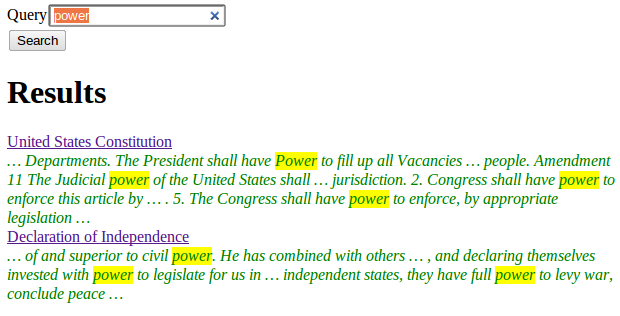 Query power
Search
Results
United States Constitution
… Departments. The President shall have Power to fill up all Vacancies … people. Amendment
11 The Judicial power of the United States shall … jurisdiction. 2. Congress shall have power to
enforce this article by … . 5. The Congress shall have power to enforce, by appropriate
legislation …
Declaration of Independence
… of and superior to civil power. He has combined with others … , and declaring themselves
invested with power to legislate for us in … independent states, they have full power to levy war,
conclude peace …